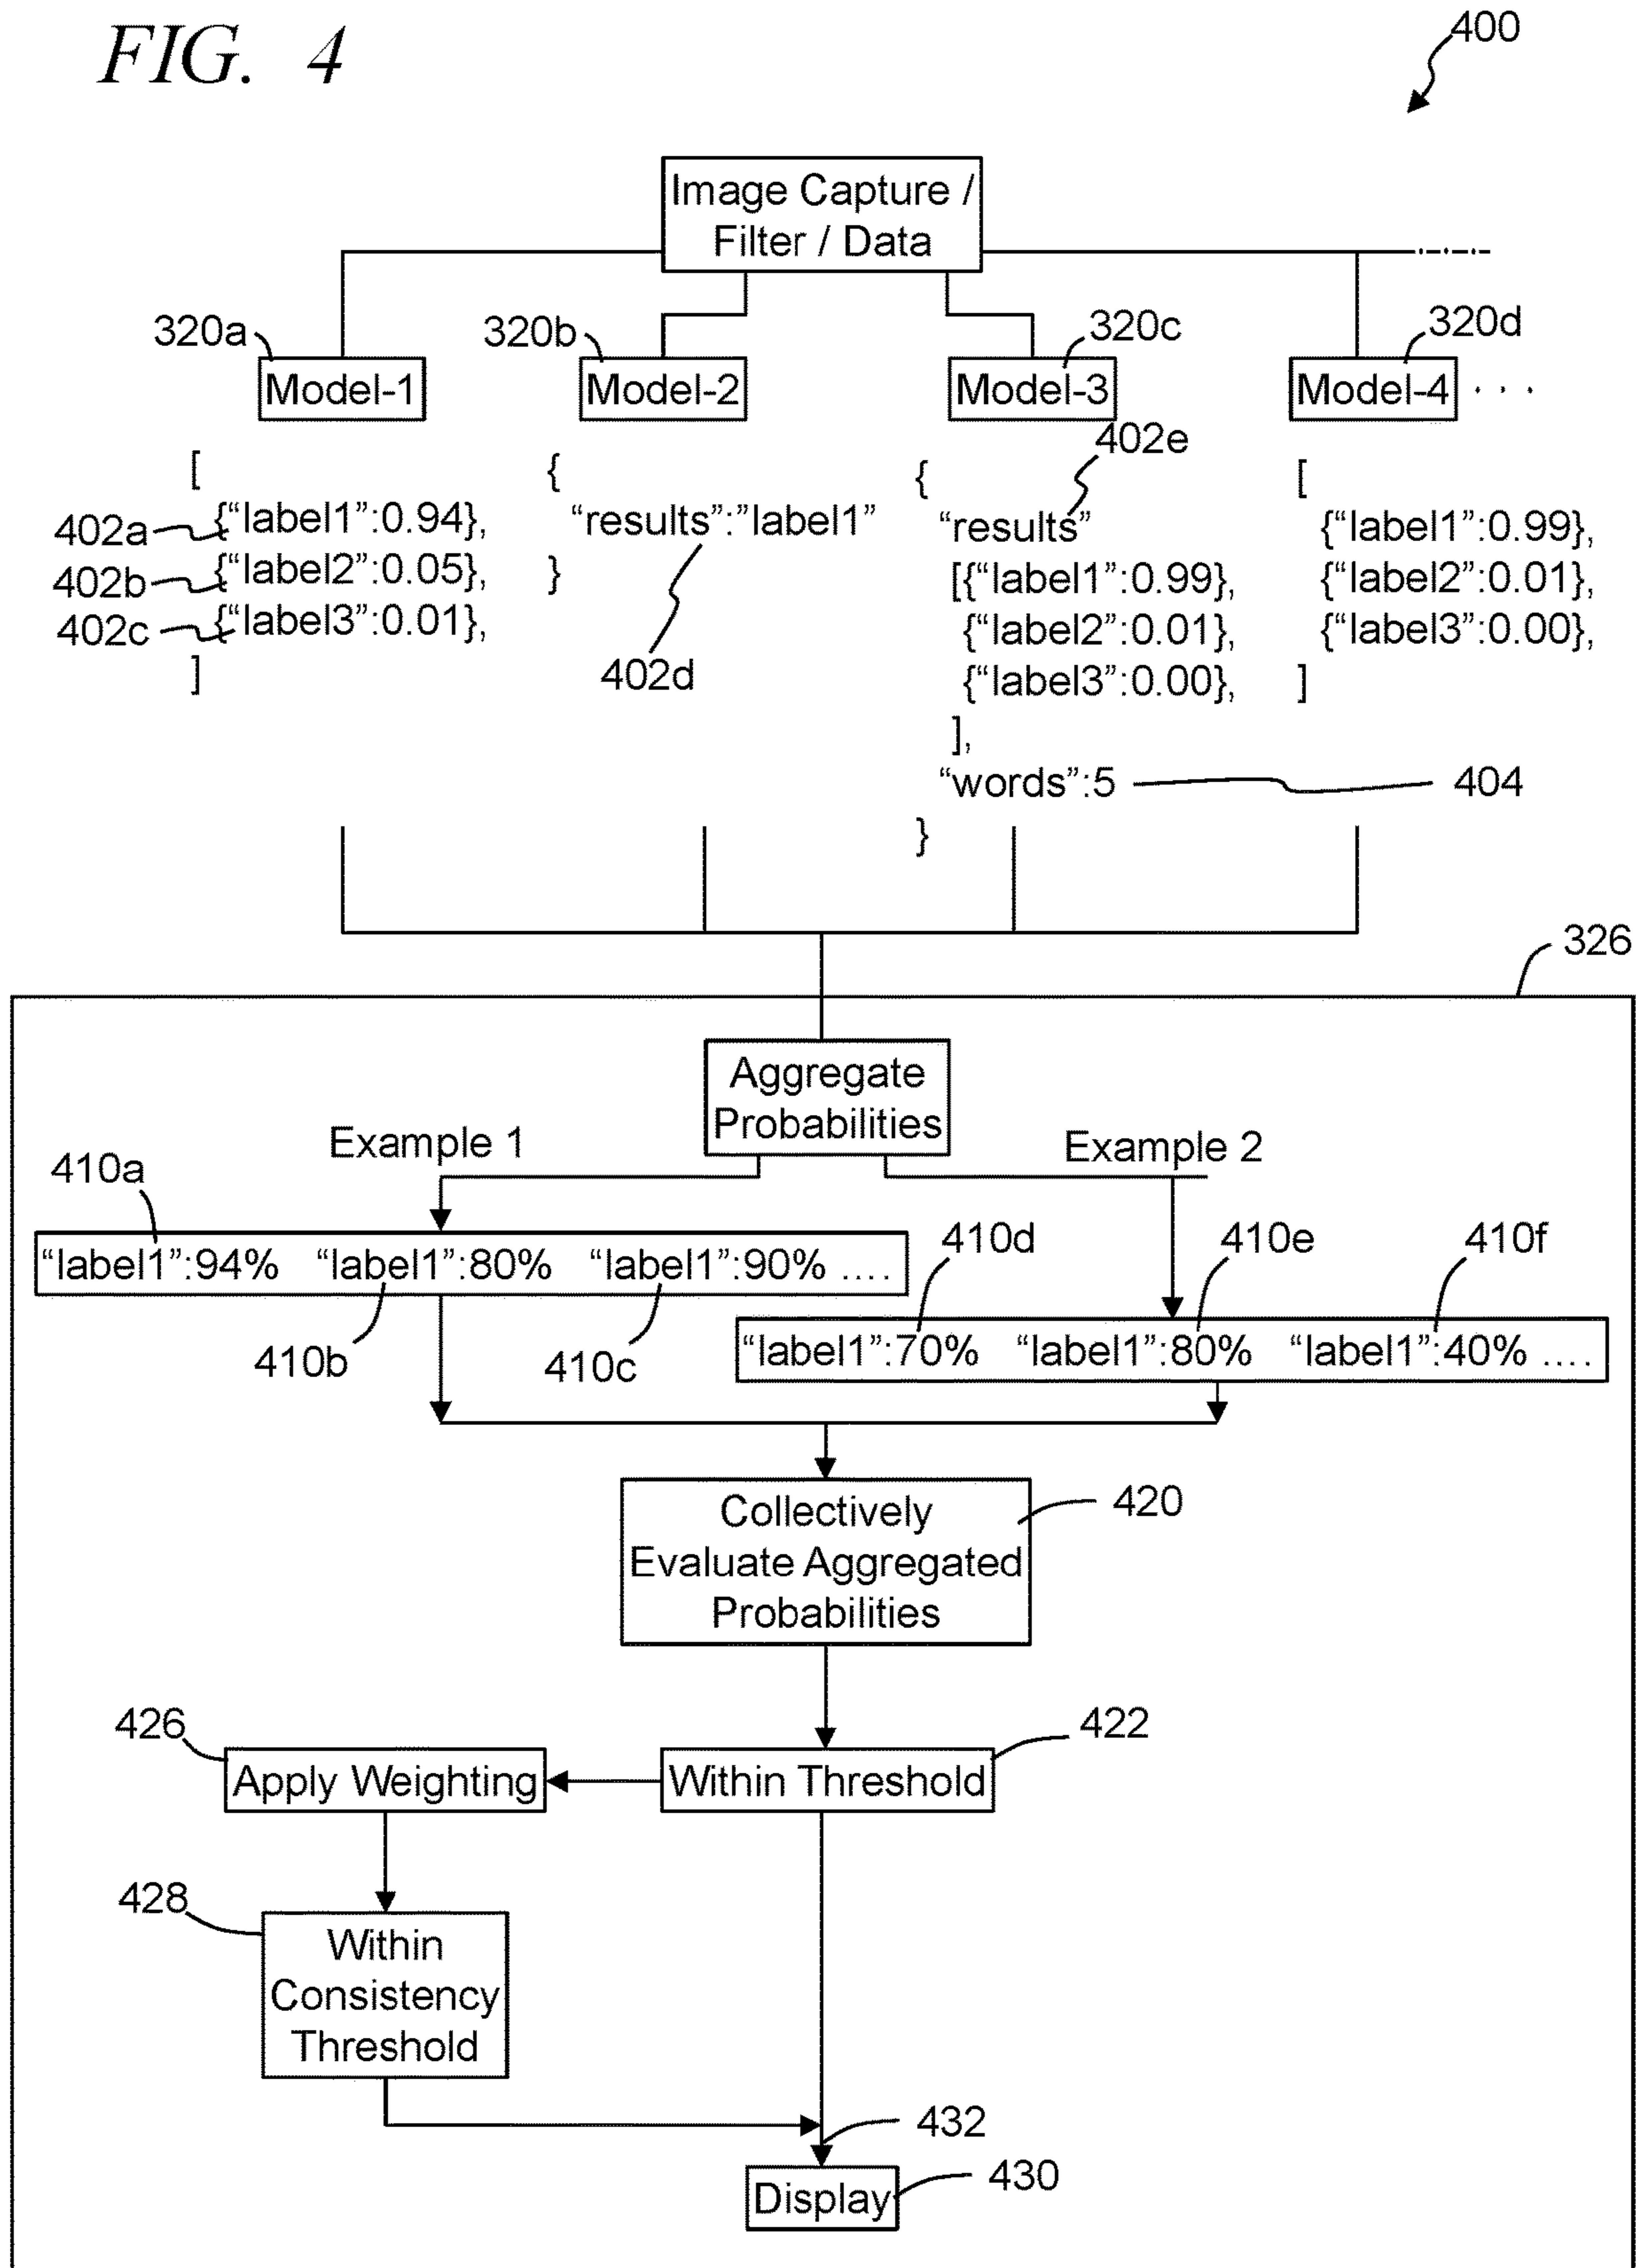 FIG. 4
400
Image Capture /
Filter / Data
320a
320b
320c
320d
Model-1
Model-2
Model-3
Model-4 . . .
[
{“label1”:0.94},
{“label2”:0.05},
{“label3”:0.01},
]
402a
402b
402c
{
“results”:”label1”
}
402d
402e
{
“results”
[{“label1”:0.99},
{“label2”:0.01},
{“label3”:0.00},
],
“words”:5
}
404
[
{“label1”:0.99},
{“label2”:0.01},
{“label3”:0.00},
]
326
Aggregate
Probabilities
Example 1
Example 2
410a
“label1”:94% “label1”:80% “label1”:90% ....
410b
410c
410d
410e
410f
“label1”:70% “label1”:80% “label1”:40% ....
Collectively
Evaluate Aggregated
Probabilities
420
426
Apply Weighting
Within Threshold
422
428
Within
Consistency
Threshold
432
Display
430